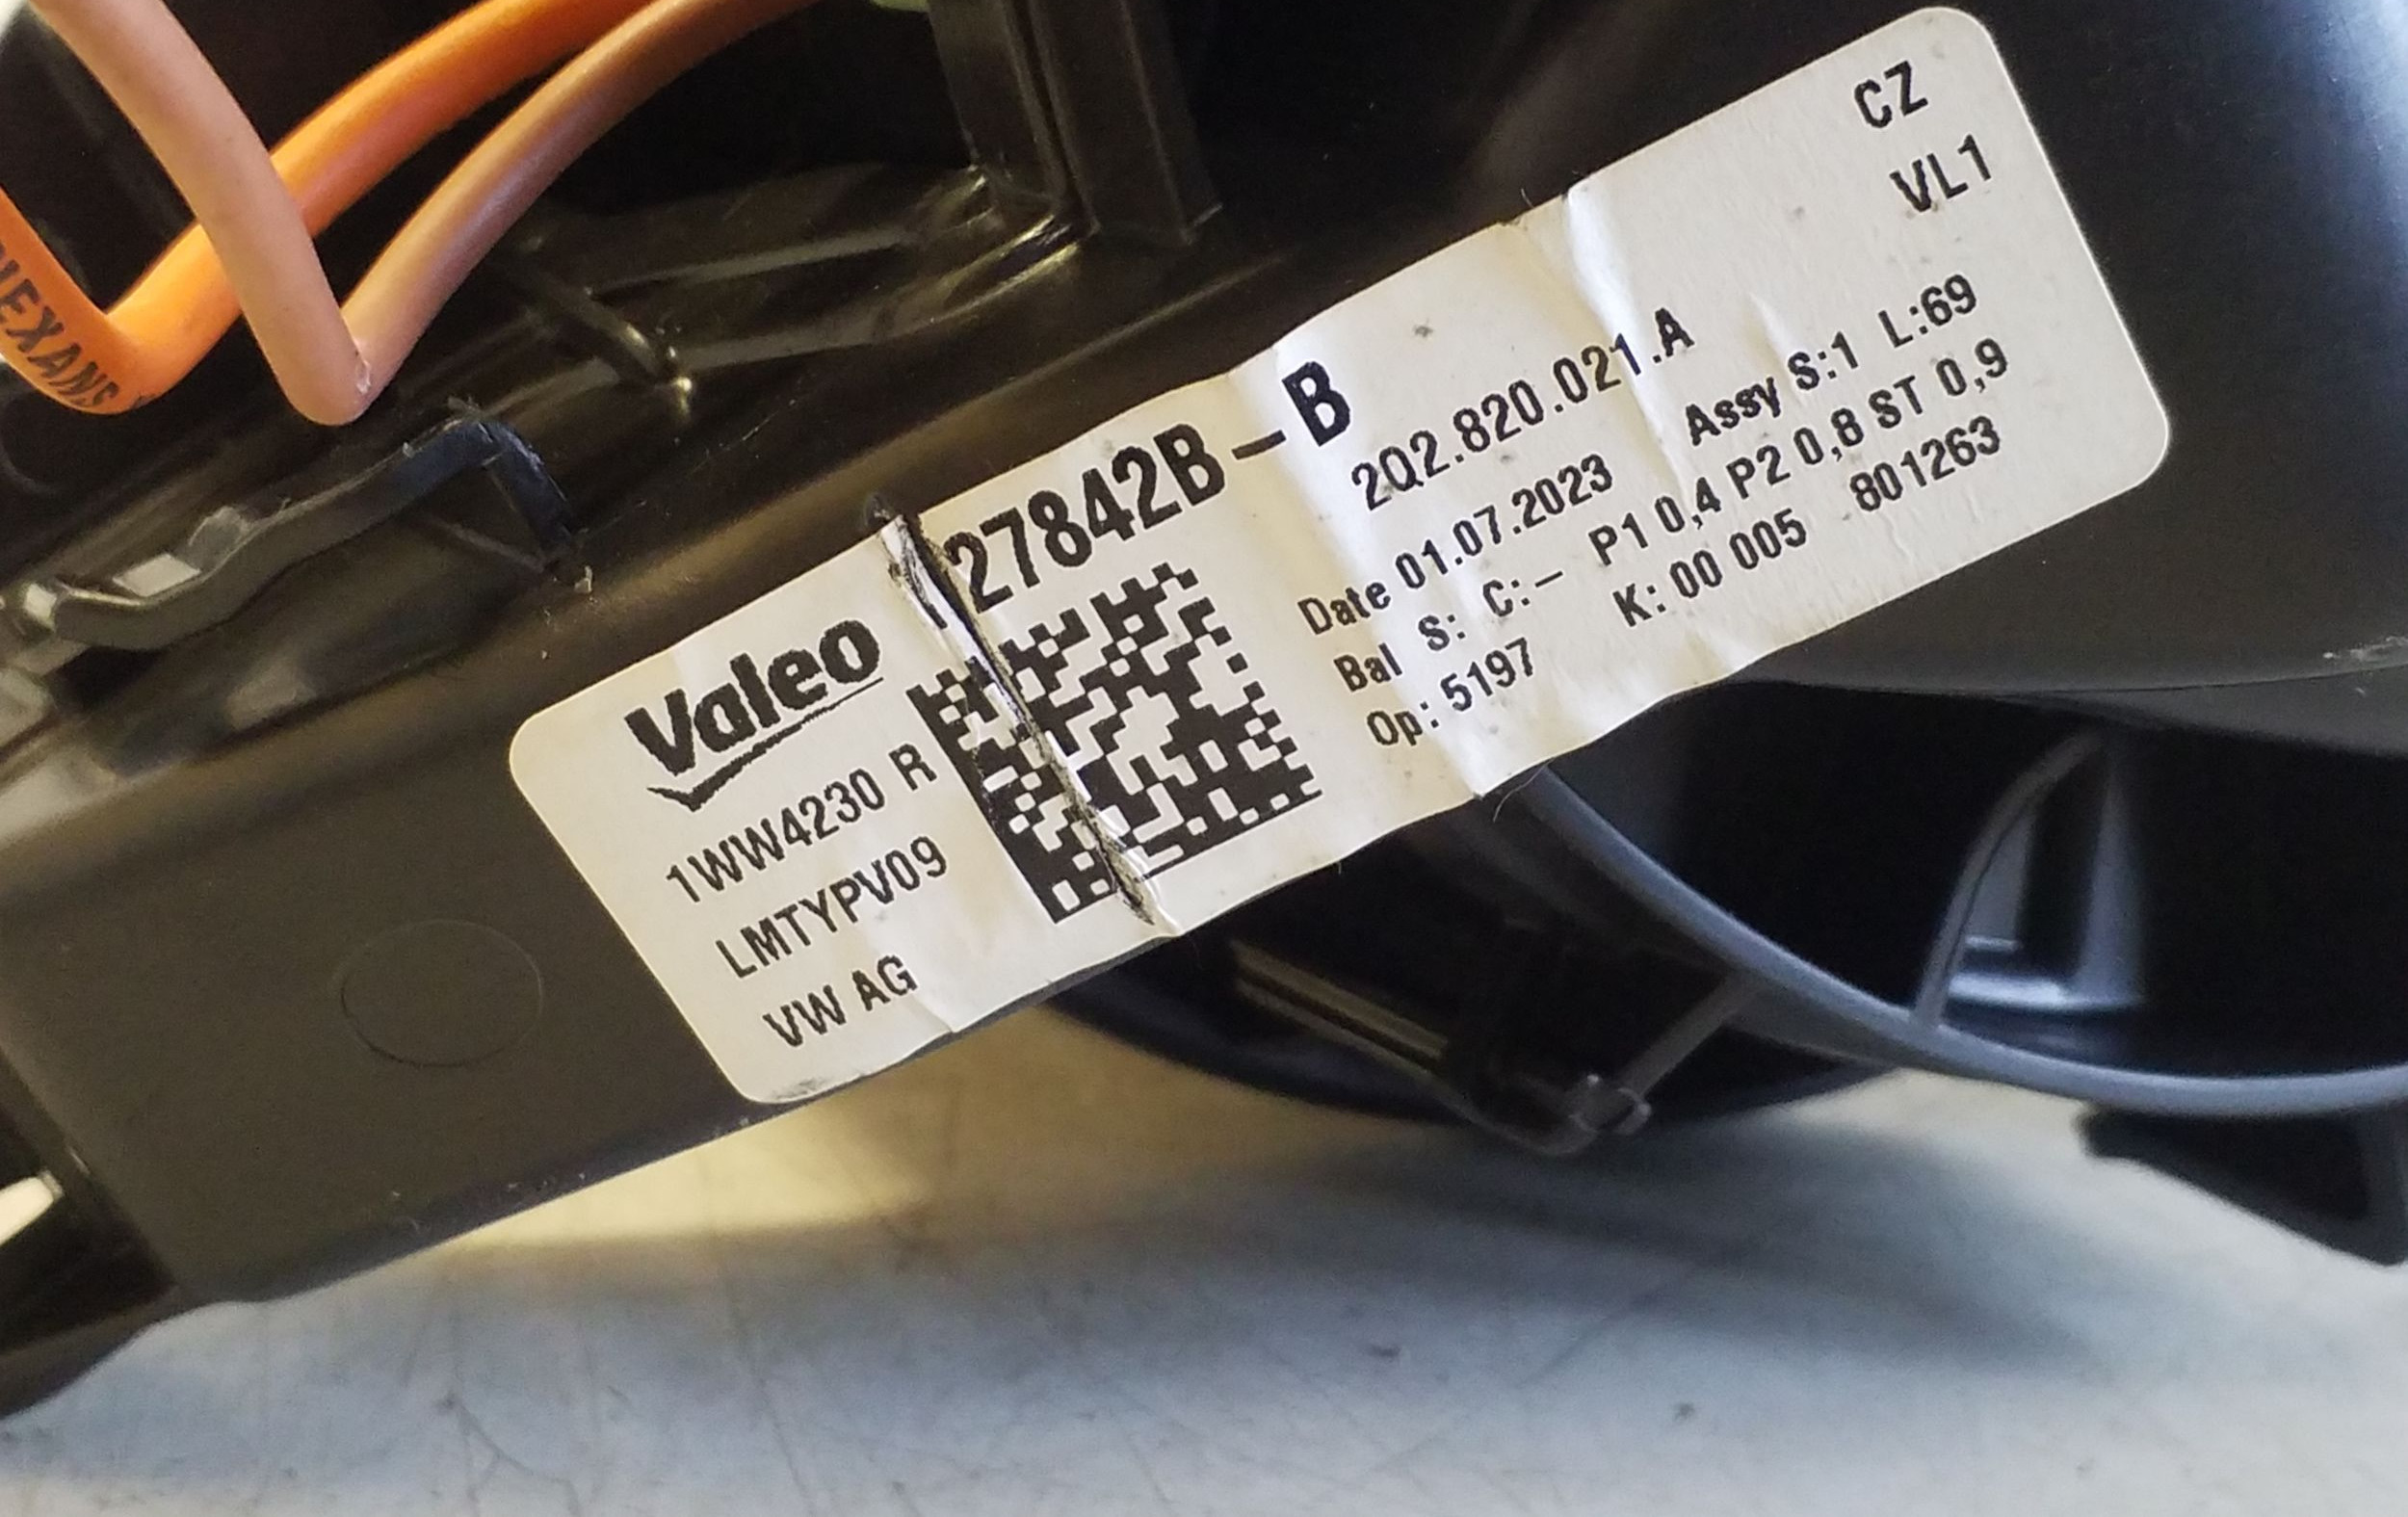 CZ
VL1
27842B-B
2Q2.820.021.A
Valeo
1WW4230 R
LMTYPV09
VW AG
Date 01.07.2023 Assy S:1 L:69
Bal S: C:- P1 0,4 P2 0,8 ST 0,9
Op: 5197 K: 00 005 801263
NEXANS